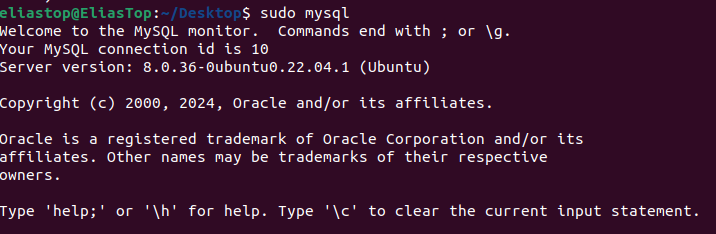 eliastop@EliasTop:~/Desktop$ sudo mysql
Welcome to the MySQL monitor.  Commands end with ; or \g.
Your MySQL connection id is 10
Server version: 8.0.36-0ubuntu0.22.04.1 (Ubuntu)
Copyright (c) 2000, 2024, Oracle and/or its affiliates.
Oracle is a registered trademark of Oracle Corporation and/or its
affiliates. Other names may be trademarks of their respective
owners.
Type 'help;' or '\h' for help. Type '\c' to clear the current input statement.